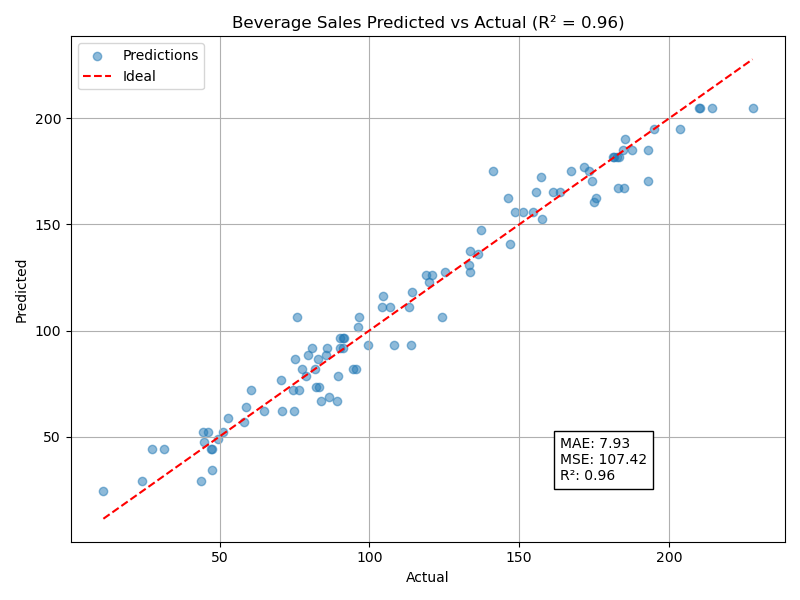 Beverage Sales Predicted vs Actual (R² = 0.96)
Predictions
Ideal
200
150
100
50
Predicted
MAE: 7.93
MSE: 107.42
R²: 0.96
50
100
150
200
Actual